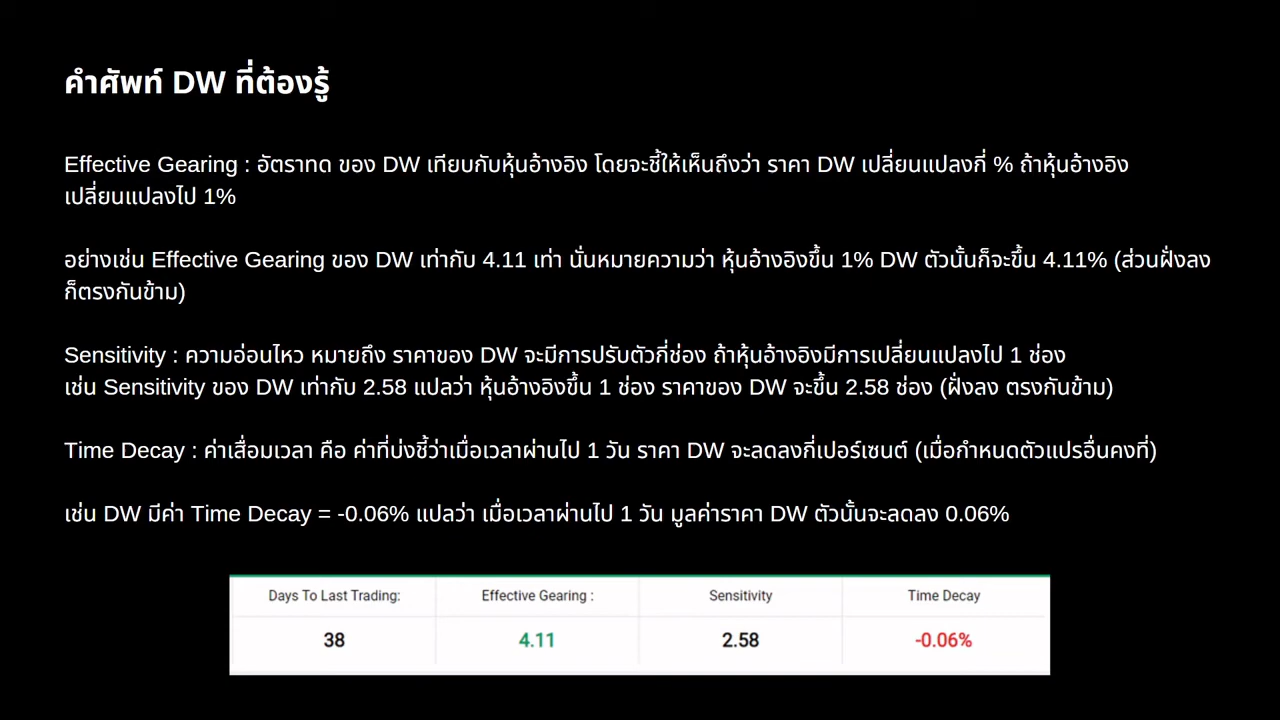 คำศัพท์ DW ที่ต้องรู้
Effective Gearing : อัตราทด ของ DW เทียบกับหุ้นอ้างอิง โดยจะชี้ให้เห็นถึงว่า ราคา DW เปลี่ยนแปลงกี่ % ถ้าหุ้นอ้างอิง
เปลี่ยนแปลงไป 1%
อย่างเช่น Effective Gearing ของ DW เท่ากับ 4.11 เท่า นั่นหมายความว่า หุ้นอ้างอิงขึ้น 1% DW ตัวนั้นก็จะขึ้น 4.11% (ส่วนฝั่งลง
ก็ตรงกันข้าม)
Sensitivity : ความอ่อนไหว หมายถึง ราคาของ DW จะมีการปรับตัวกี่ช่อง ถ้าหุ้นอ้างอิงมีการเปลี่ยนแปลงไป 1 ช่อง
เช่น Sensitivity ของ DW เท่ากับ 2.58 แปลว่า หุ้นอ้างอิงขึ้น 1 ช่อง ราคาของ DW จะขึ้น 2.58 ช่อง (ฝั่งลง ตรงกันข้าม)
Time Decay : ค่าเสื่อมเวลา คือ ค่าที่บ่งชี้ว่าเมื่อเวลาผ่านไป 1 วัน ราคา DW จะลดลงกี่เปอร์เซนต์ (เมื่อกำหนดตัวแปรอื่นคงที่)
เช่น DW มีค่า Time Decay = -0.06% แปลว่า เมื่อเวลาผ่านไป 1 วัน มูลค่าราคา DW ตัวนั้นจะลดลง 0.06%
Days To Last Trading: Effective Gearing : Sensitivity Time Decay
38 4.11 2.58 -0.06%